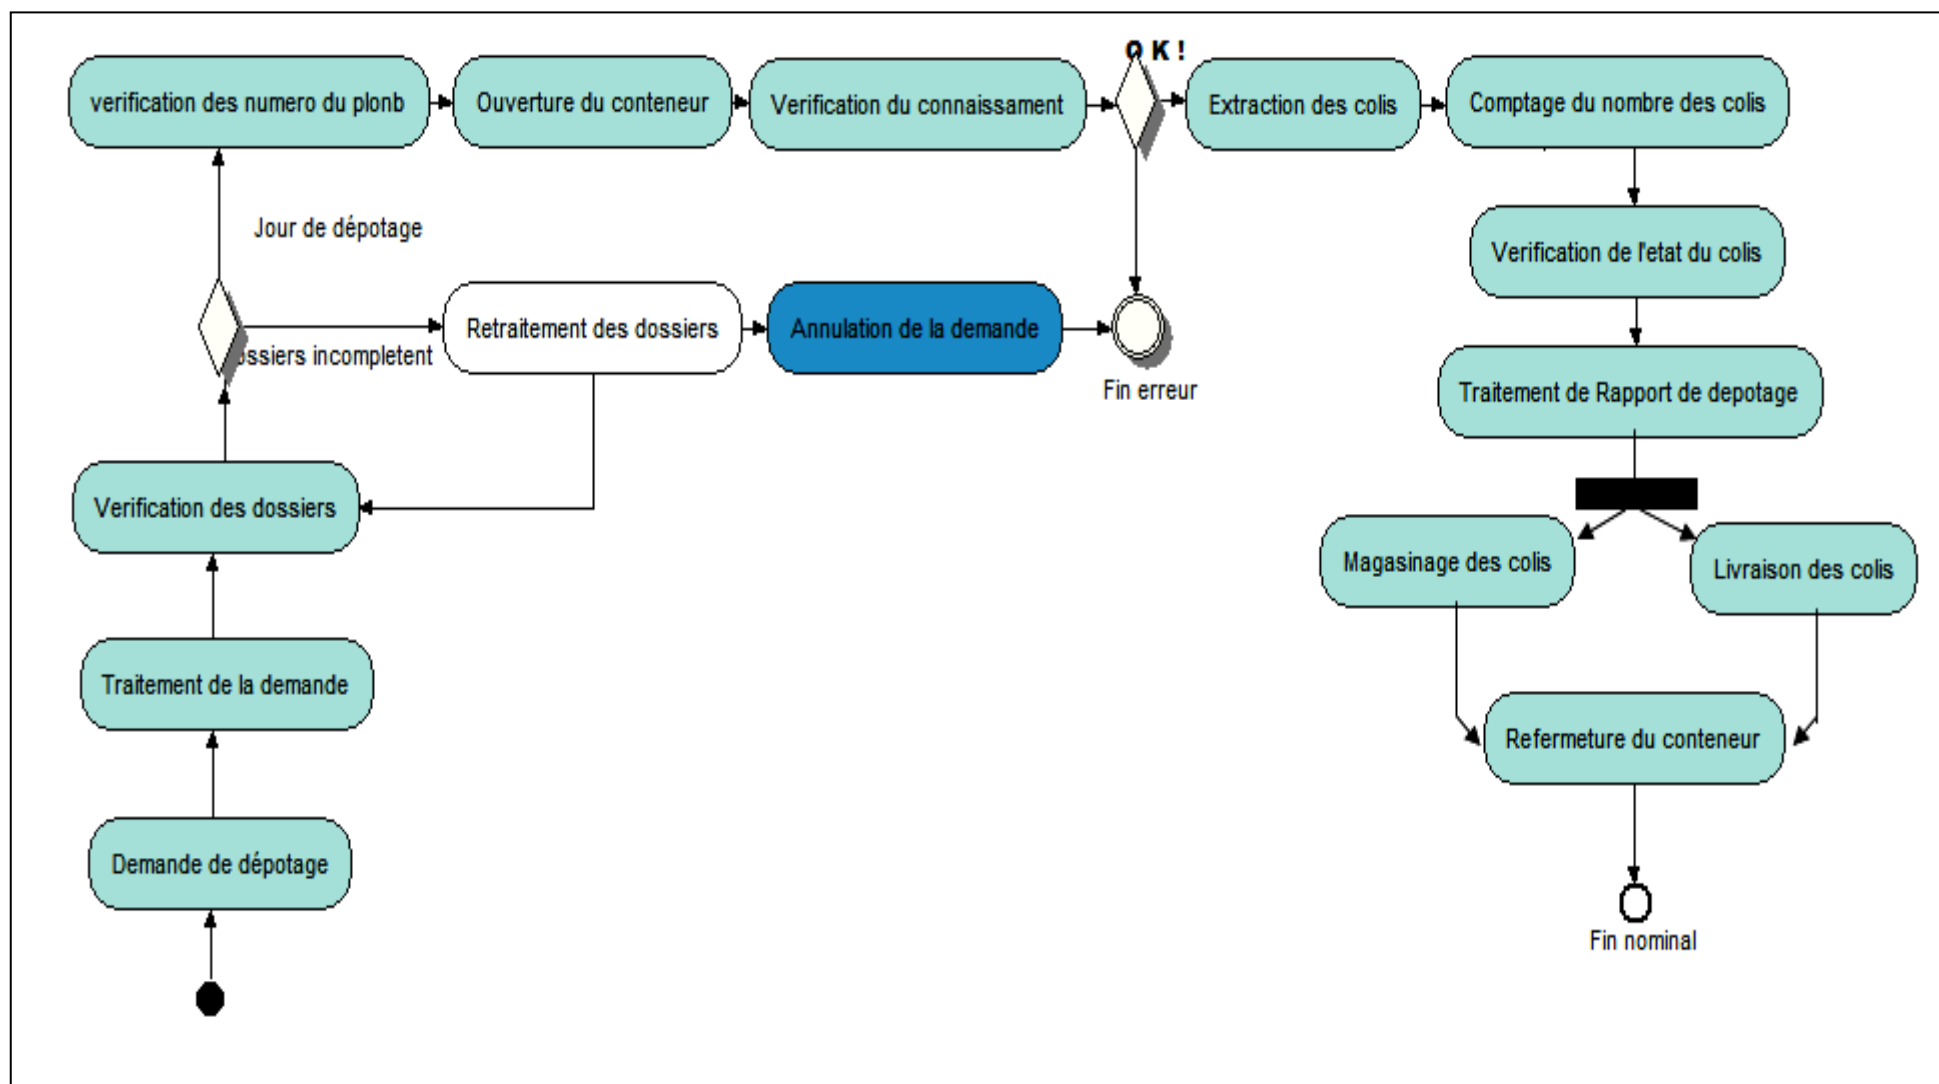 O K !
verification des numero du plonb
Ouverture du conteneur
Verification du connaissament
Extraction des colis
Comptage du nombre des colis
Jour de dépotage
Verification de l'etat du colis
Retraitement des dossiers
Annulation de la demande
ossiers incompletent
Fin erreur
Traitement de Rapport de depotage
Verification des dossiers
Magasinage des colis
Livraison des colis
Traitement de la demande
Refermeture du conteneur
Demande de dépotage
Fin nominal